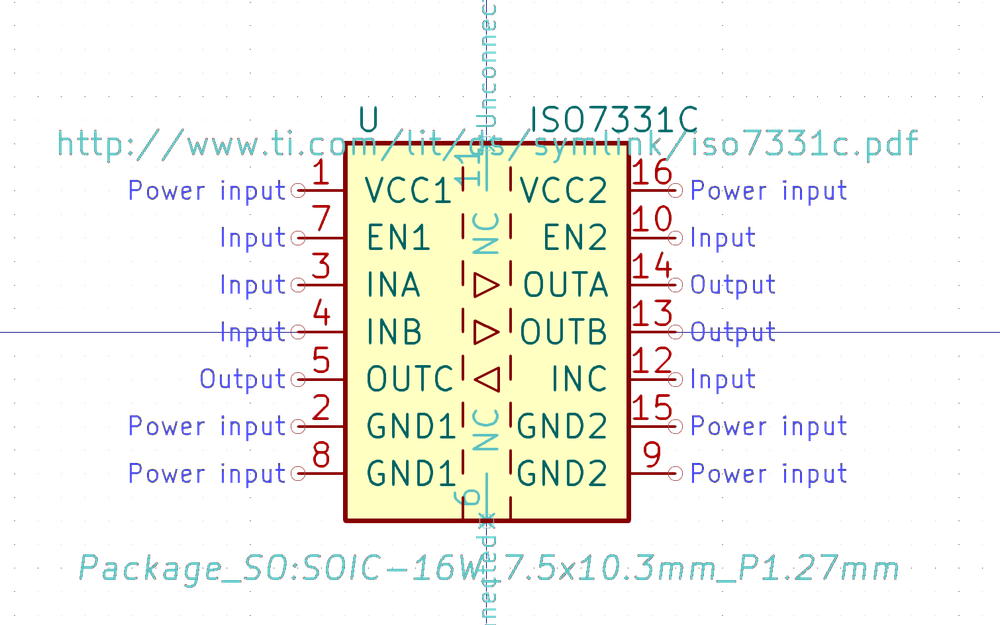 Unconnec
U ISO7331C
http://www.ti.com/lit/ds/symlink/iso7331c.pdf
11
Power input 1 VCC1 VCC2 16 Power input
Input 7 EN1 NC EN2 10 Input
Input 3 INA OUTA 14 Output
Input 4 INB OUTB 13 Output
Output 5 OUTC INC 12 Input
Power input 2 GND1 NC GND2 15 Power input
Power input 8 GND1 GND2 9 Power input
6
Package_SO:SOIC-16W_7.5x10.3mm_P1.27mm
nected